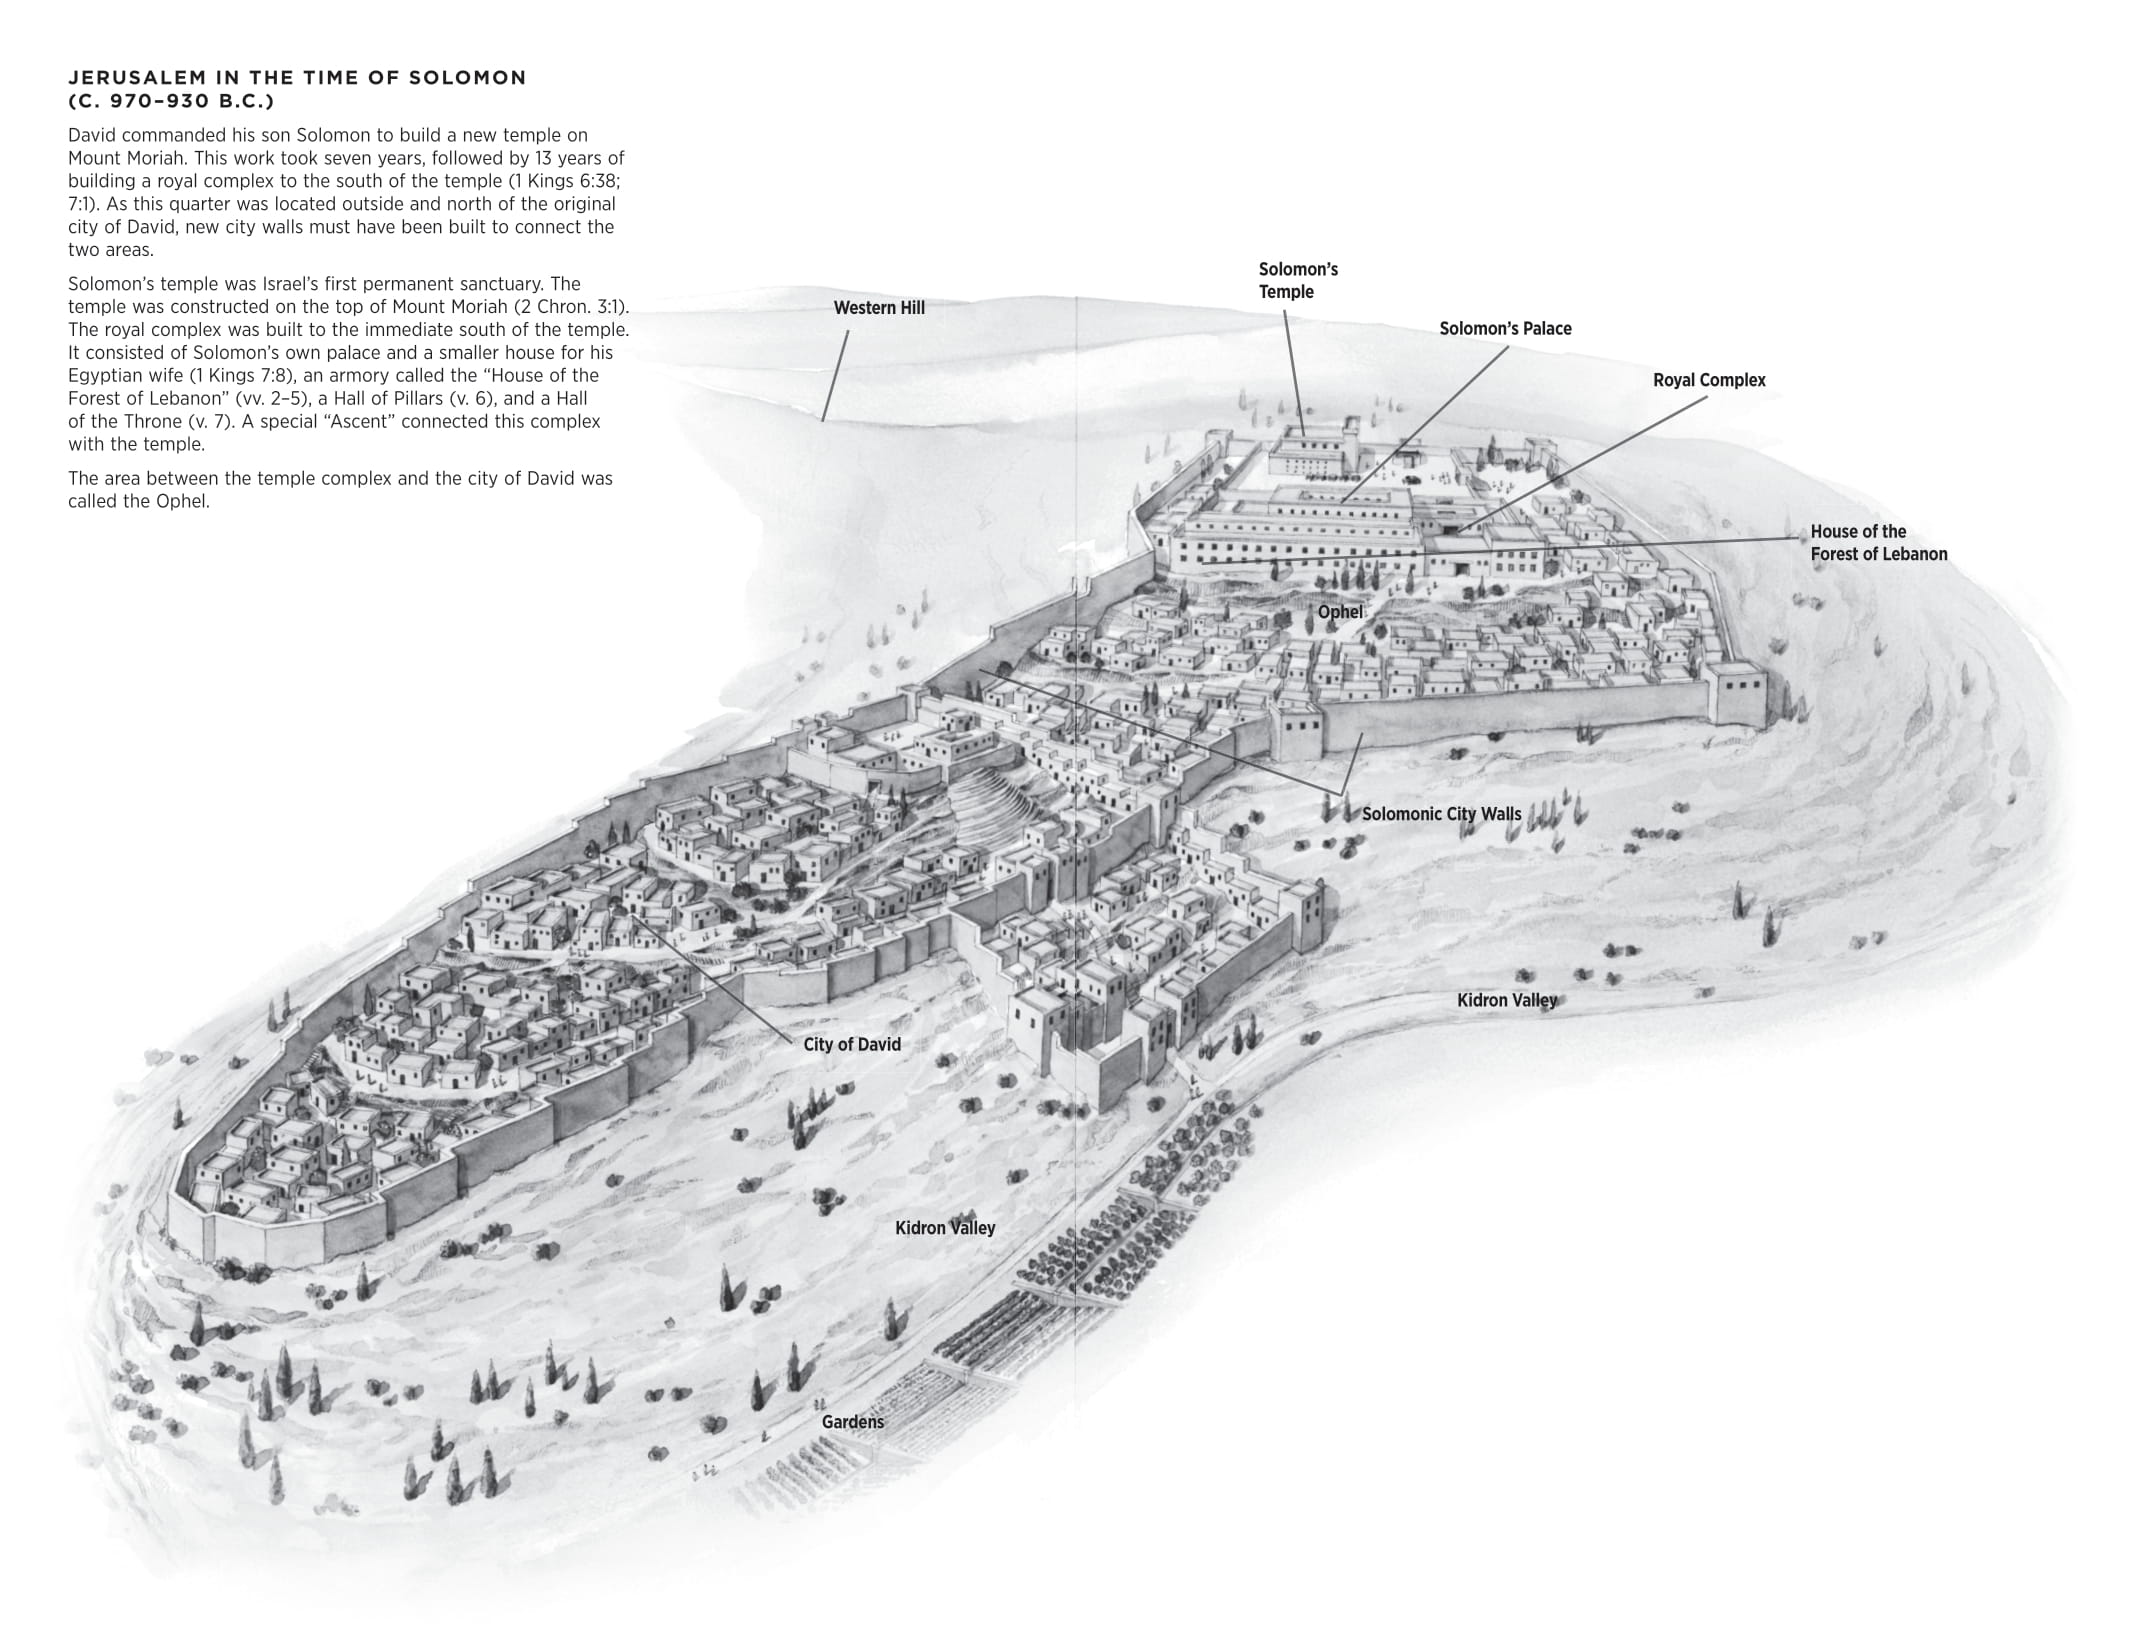 JERUSALEM IN THE TIME OF SOLOMON
(C. 970–930 B.C.)
David commanded his son Solomon to build a new temple on
Mount Moriah. This work took seven years, followed by 13 years of
building a royal complex to the south of the temple (1 Kings 6:38;
7:1). As this quarter was located outside and north of the original
city of David, new city walls must have been built to connect the
two areas.
Solomon’s temple was Israel’s first permanent sanctuary. The
temple was constructed on the top of Mount Moriah (2 Chron. 3:1).
The royal complex was built to the immediate south of the temple.
It consisted of Solomon’s own palace and a smaller house for his
Egyptian wife (1 Kings 7:8), an armory called the “House of the
Forest of Lebanon” (vv. 2–5), a Hall of Pillars (v. 6), and a Hall
of the Throne (v. 7). A special “Ascent” connected this complex
with the temple.
The area between the temple complex and the city of David was
called the Ophel.
Western Hill
Solomon’s
Temple
Solomon’s Palace
Royal Complex
House of the
Forest of Lebanon
Ophel
Solomonic City Walls
Kidron Valley
City of David
Kidron Valley
Gardens